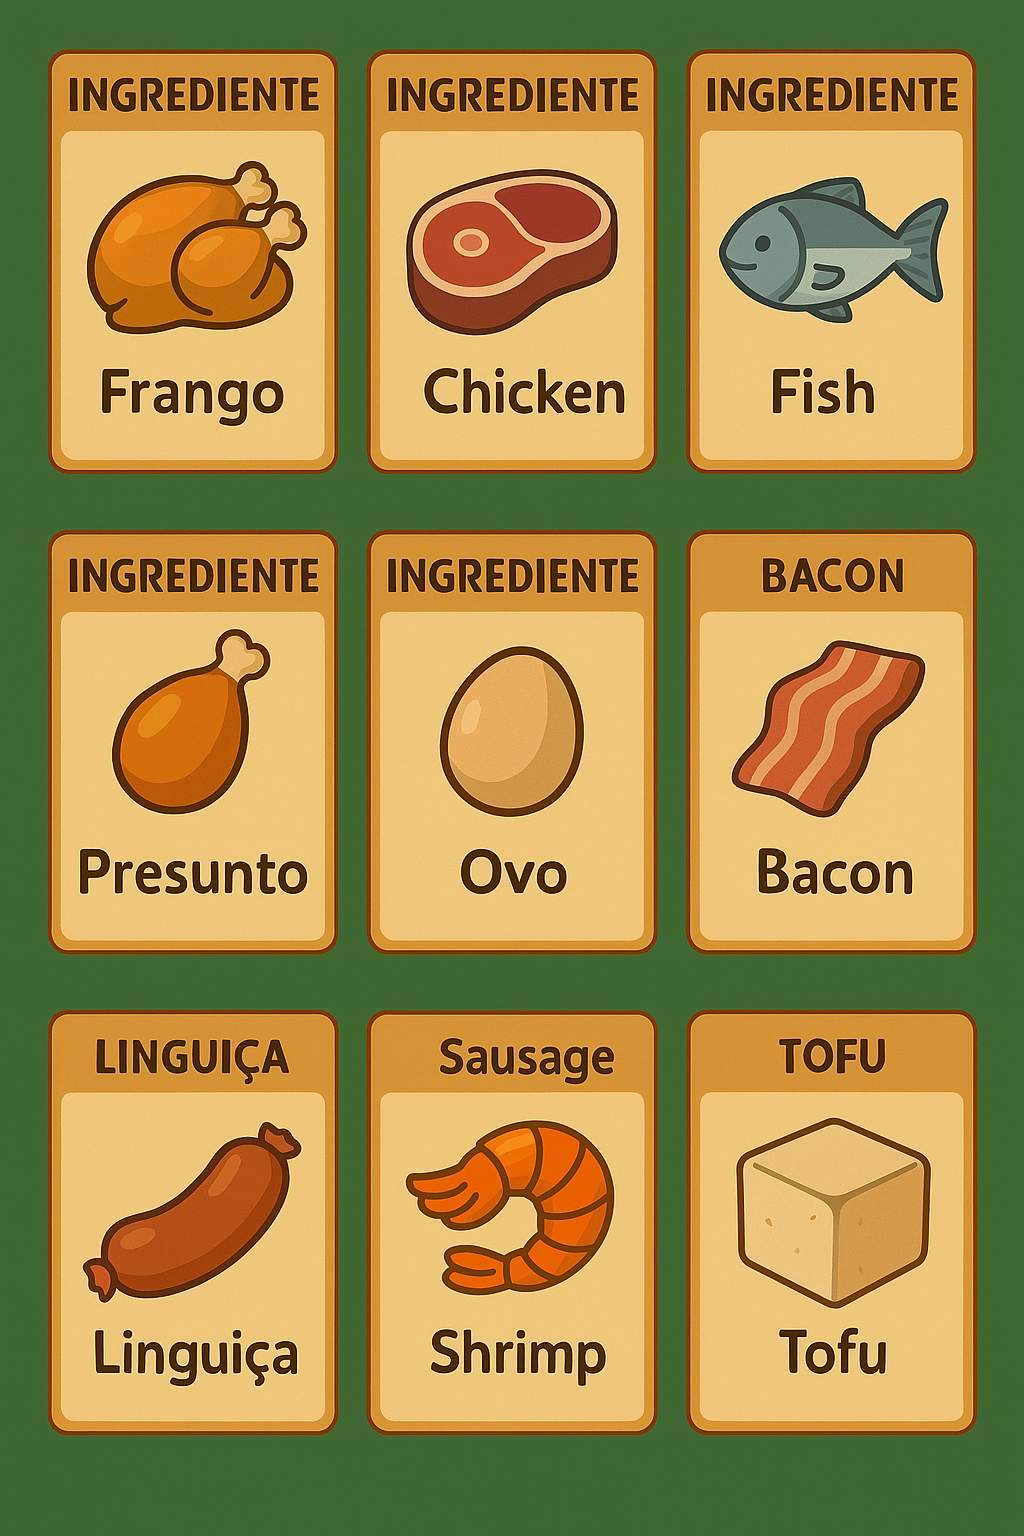 INGREDIENTE
Frango
INGREDIENTE
Chicken
INGREDIENTE
Fish
INGREDIENTE
Presunto
INGREDIENTE
Ovo
BACON
Bacon
LINGUIÇA
Linguiça
Sausage
Shrimp
TOFU
Tofu